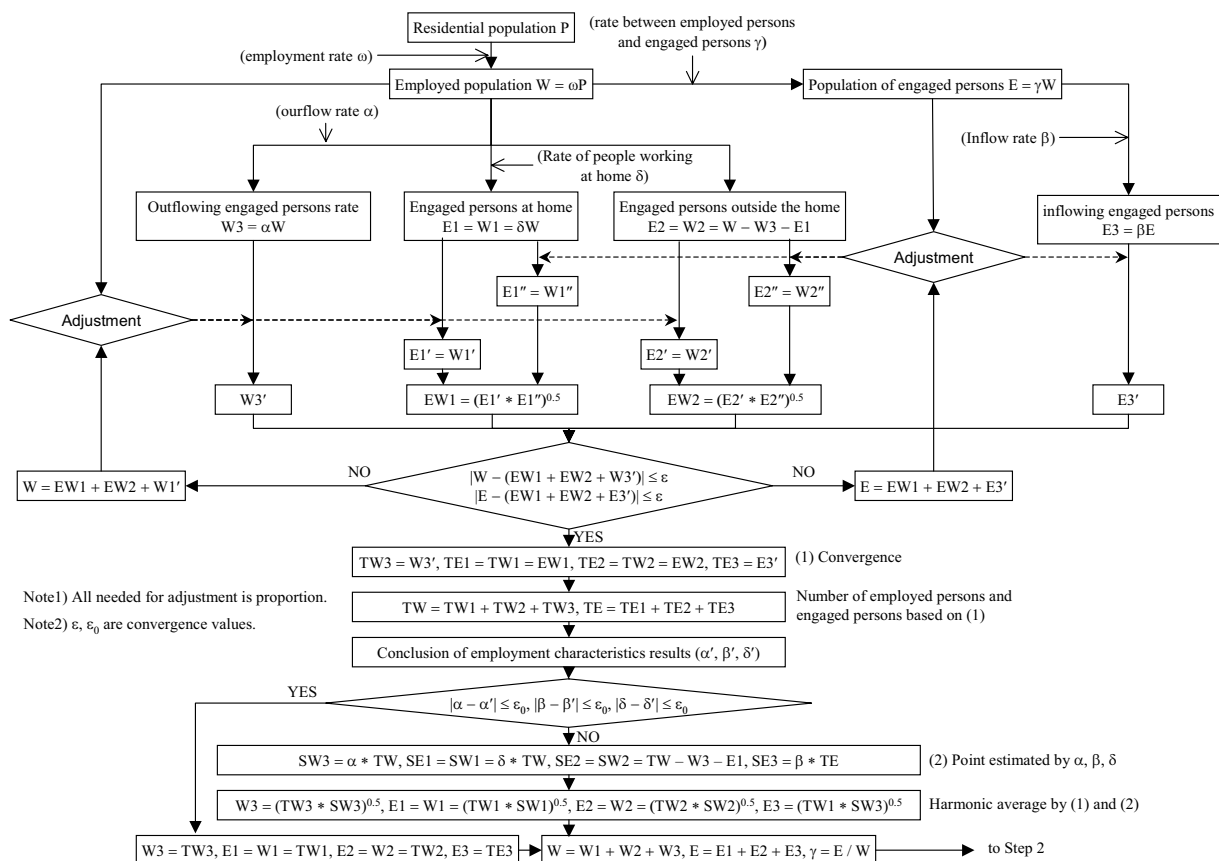 Residential population P
(rate between employed persons
and engaged persons γ)
(employment rate ω)
Employed population W = ωP
Population of engaged persons E = γW
(ourflow rate α)
(Inflow rate β)
(Rate of people working
at home δ)
Outflowing engaged persons rate
W3 = αW
Engaged persons at home
E1 = W1 = δW
Engaged persons outside the home
E2 = W2 = W − W3 − E1
inflowing engaged persons
E3 = βE
Adjustment
E1″ = W1″
E2″ = W2″
Adjustment
E1′ = W1′
E2′ = W2′
W3′
EW1 = (E1′ * E1″)^0.5
EW2 = (E2′ * E2″)^0.5
E3′
NO
|W − (EW1 + EW2 + W3′)| ≤ ε
|E − (EW1 + EW2 + E3′)| ≤ ε
NO
W = EW1 + EW2 + W1′
E = EW1 + EW2 + E3′
YES
TW3 = W3′, TE1 = TW1 = EW1, TE2 = TW2 = EW2, TE3 = E3′
(1) Convergence
Note1) All needed for adjustment is proportion.
Note2) ε, ε₀ are convergence values.
TW = TW1 + TW2 + TW3, TE = TE1 + TE2 + TE3
Number of employed persons and
engaged persons based on (1)
Conclusion of employment characteristics results (α′, β′, δ′)
YES
|α − α′| ≤ ε₀, |β − β′| ≤ ε₀, |δ − δ′| ≤ ε₀
NO
SW3 = α * TW, SE1 = SW1 = δ * TW, SE2 = SW2 = TW − W3 − E1, SE3 = β * TE
(2) Point estimated by α, β, δ
W3 = (TW3 * SW3)^0.5, E1 = W1 = (TW1 * SW1)^0.5, E2 = W2 = (TW2 * SW2)^0.5, E3 = (TW1 * SW3)^0.5
Harmonic average by (1) and (2)
W3 = TW3, E1 = W1 = TW1, E2 = W2 = TW2, E3 = TE3
W = W1 + W2 + W3, E = E1 + E2 + E3, γ = E / W
to Step 2